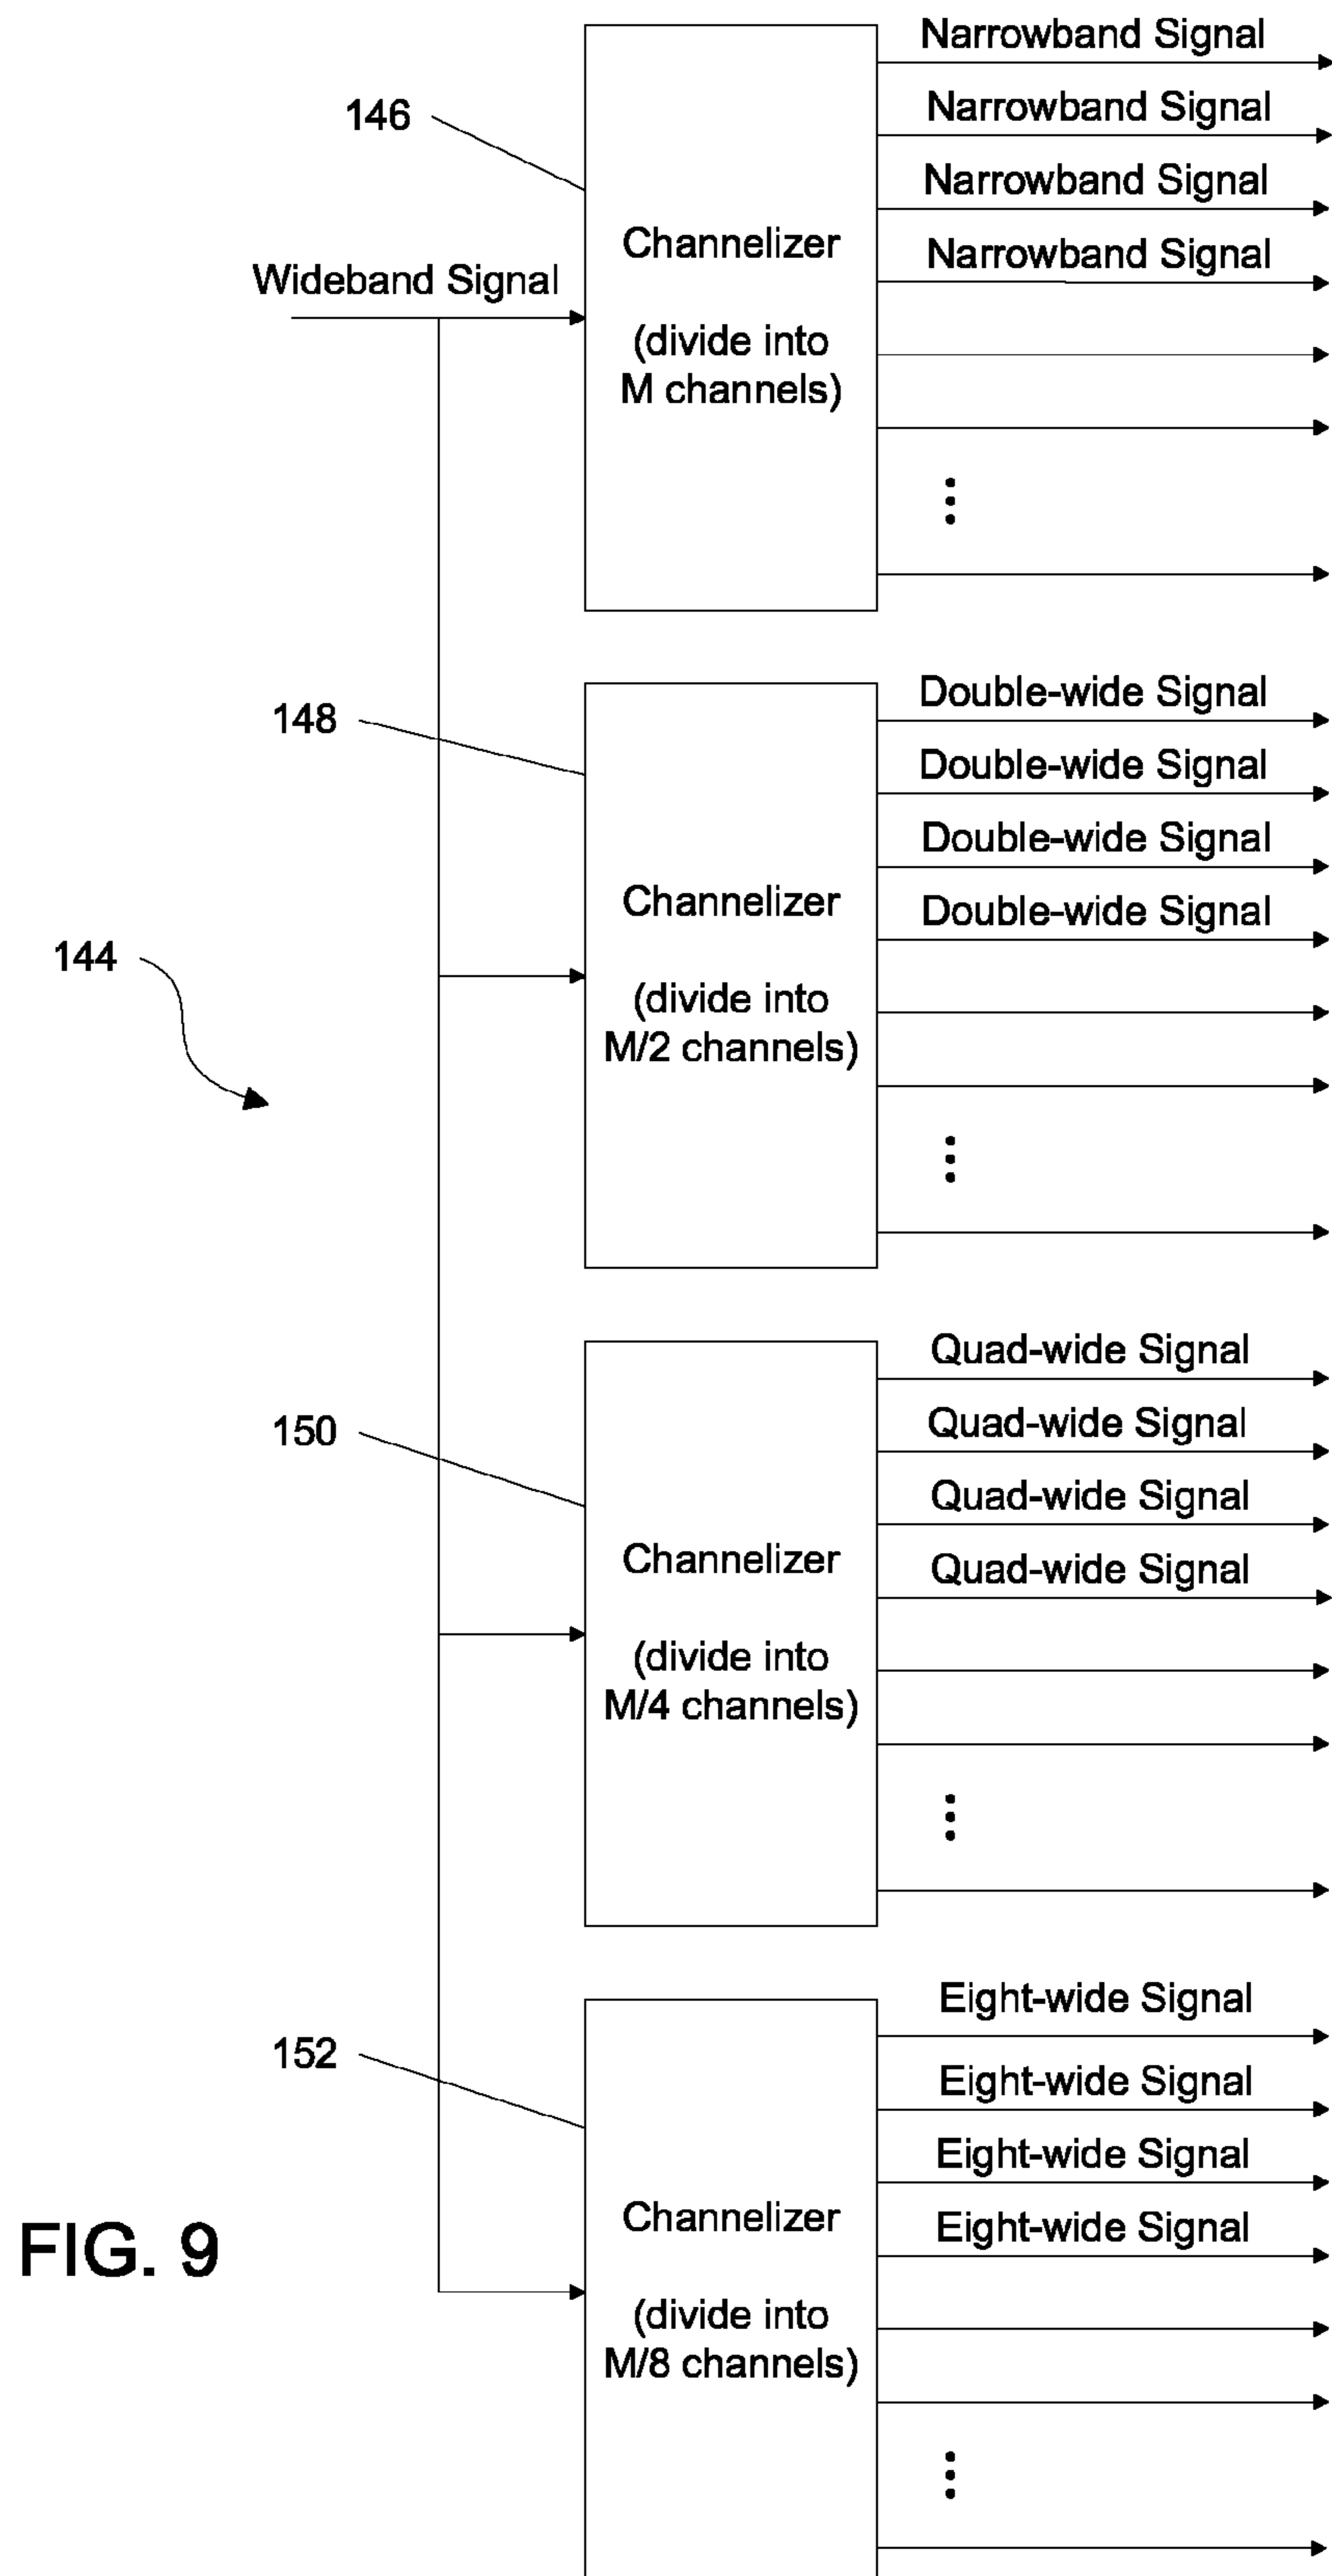 Narrowband Signal
146
Narrowband Signal
Narrowband Signal
Channelizer
Narrowband Signal
Wideband Signal
(divide into
M channels)
Double-wide Signal
148
Double-wide Signal
Double-wide Signal
Channelizer
Double-wide Signal
144
(divide into
M/2 channels)
Quad-wide Signal
150
Quad-wide Signal
Quad-wide Signal
Channelizer
Quad-wide Signal
(divide into
M/4 channels)
Eight-wide Signal
152
Eight-wide Signal
Eight-wide Signal
Channelizer
Eight-wide Signal
FIG. 9
(divide into
M/8 channels)